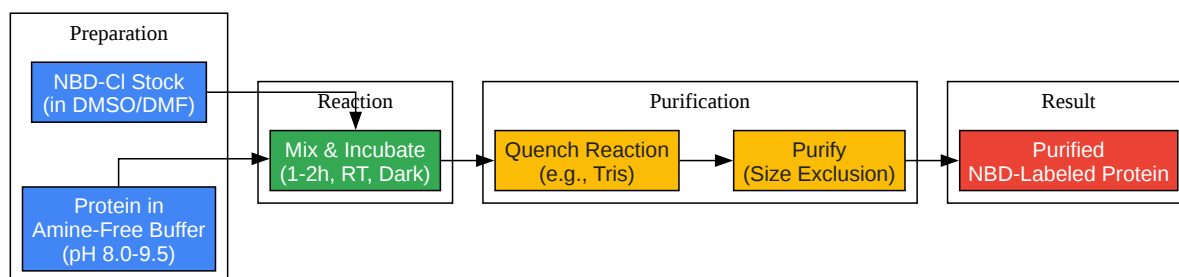 Preparation
NBD-Cl Stock
(in DMSO/DMF)
Protein in
Amine-Free Buffer
(pH 8.0-9.5)
Reaction
Mix & Incubate
(1-2h, RT, Dark)
Purification
Quench Reaction
(e.g., Tris)
Purify
(Size Exclusion)
Result
Purified
NBD-Labeled Protein